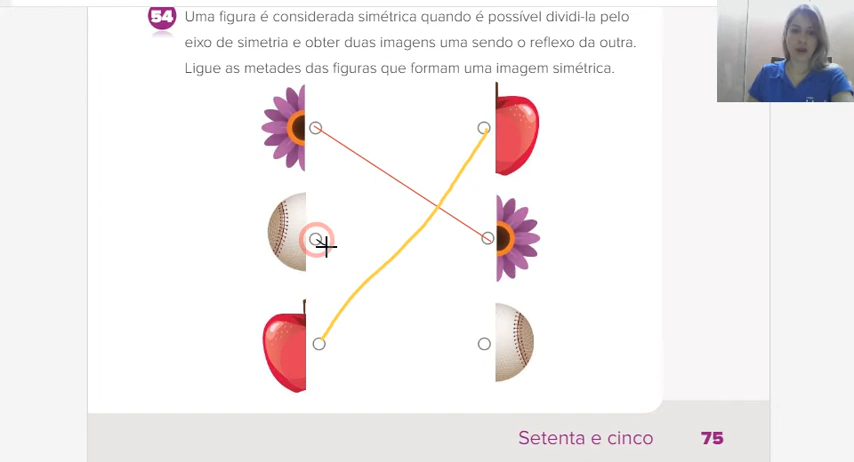 54 Uma figura é considerada simétrica quando é possível dividi-la pelo
eixo de simetria e obter duas imagens uma sendo o reflexo da outra.
Ligue as metades das figuras que formam uma imagem simétrica.
Setenta e cinco 75